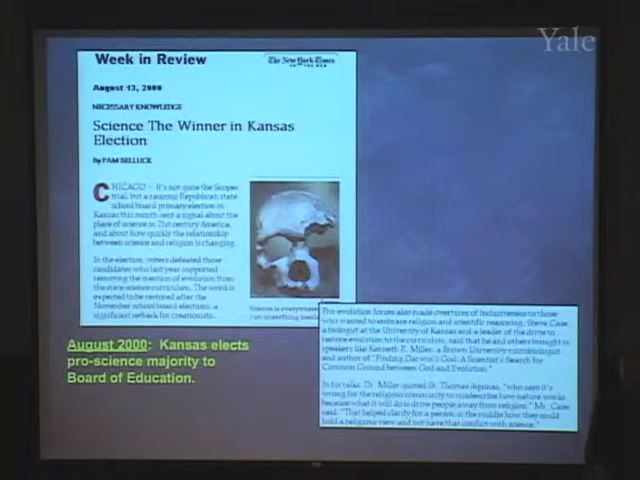 Yale
Week in Review
The New York Times
ON THE WEB
August 13, 2000
NECESSARY KNOWLEDGE
Science The Winner in Kansas
Election
By PAM BELLUCK
CHICAGO -- It's not quite the Scopes
trial, but a raucous Republican state
school board primary election in
Kansas this month sent a signal about the
place of science in 21st century America,
and about how quickly the relationship
between science and religion is changing.
In the election, voters defeated those
candidates who last year supported
removing the mention of evolution from
the state science curriculum. The word is
expected to be restored after the
November school board elections, a
significant setback for creationists.
Science is everywhere
August 2000: Kansas elects
pro-science majority to
Board of Education.
Pro-evolution forces also made overtures of inclusiveness to those
who wanted to embrace religion and scientific reasoning. Steve Case,
a biologist at the University of Kansas and a leader of the drive to
restore evolution to the curriculum, said that he and others brought in
speakers like Kenneth R. Miller, a Brown University microbiologist
and author of "Finding Darwin's God: A Scientist's Search for
Common Ground between God and Evolution."
In his talks, Dr. Miller quoted St. Thomas Aquinas, "who says it's
wrong for the religious community to misdescribe how nature works
because what it will do is drive people away from religion," Mr. Case
said. "That helped clarify for a person in the middle how they could
hold a religious view and not have that conflict with science."